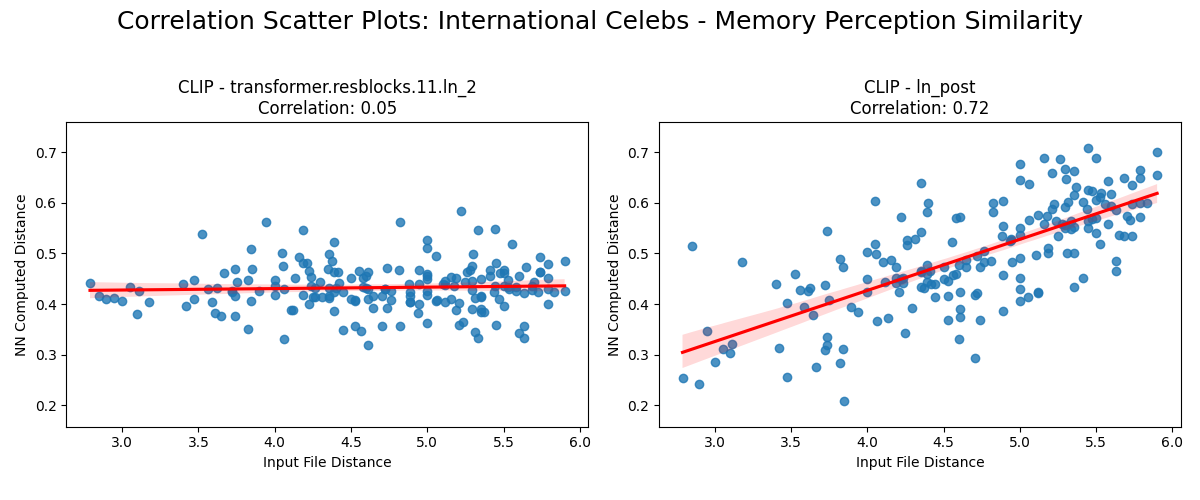 Correlation Scatter Plots: International Celebs - Memory Perception Similarity
CLIP - transformer.resblocks.11.ln_2
Correlation: 0.05
NN Computed Distance
0.7
0.6
0.5
0.4
0.3
0.2
3.0 3.5 4.0 4.5 5.0 5.5 6.0
Input File Distance
CLIP - ln_post
Correlation: 0.72
NN Computed Distance
0.7
0.6
0.5
0.4
0.3
0.2
3.0 3.5 4.0 4.5 5.0 5.5 6.0
Input File Distance